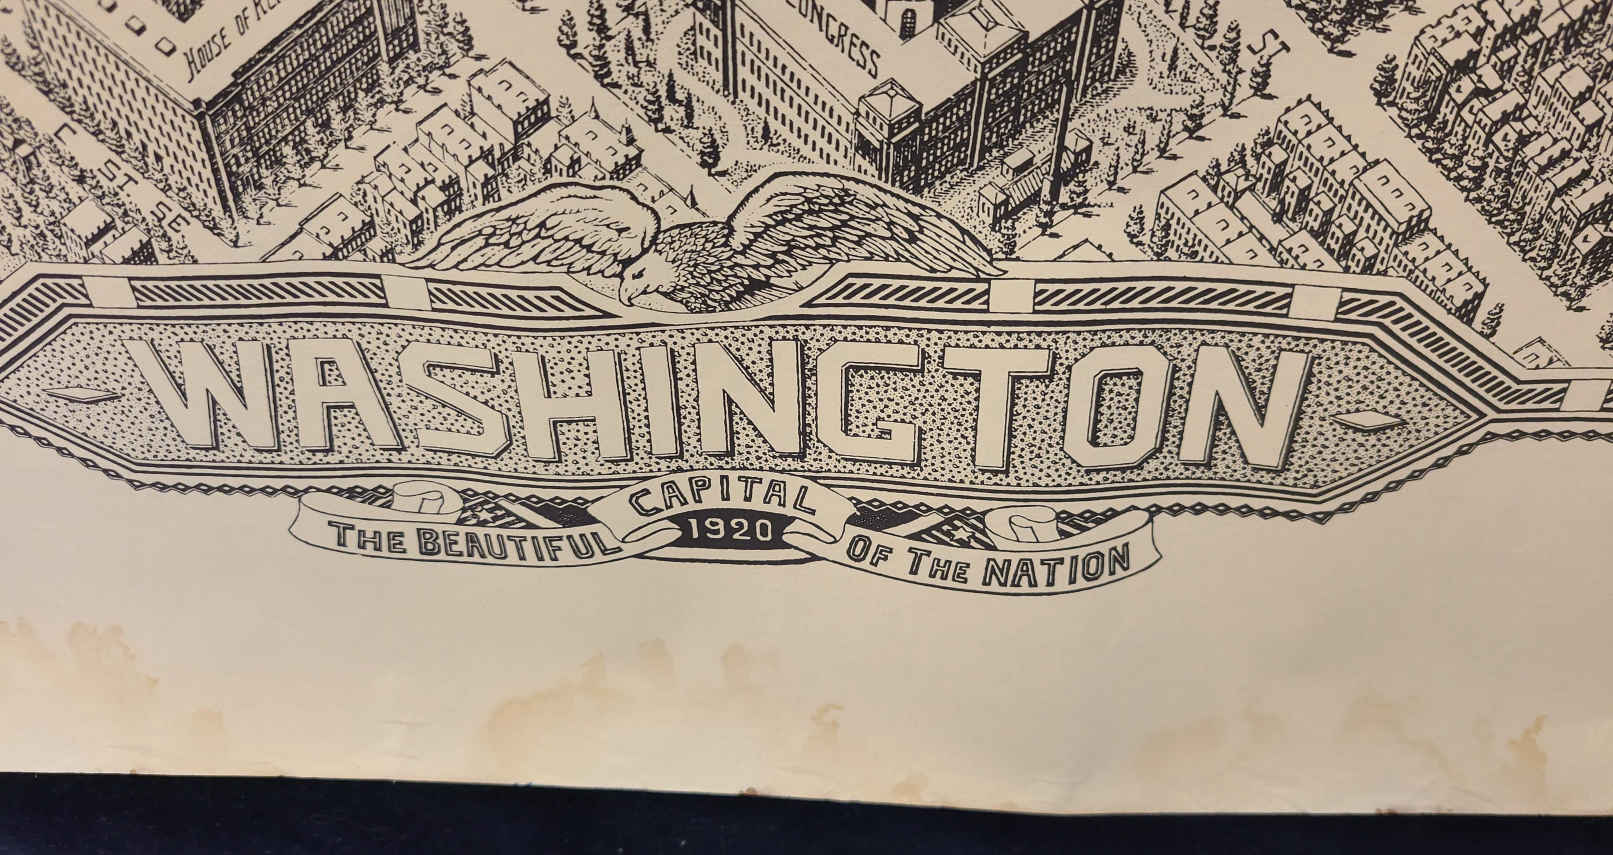 HOUSE OF
CONGRESS
ST
C ST SE
WASHINGTON
THE BEAUTIFUL CAPITAL OF THE NATION
1920